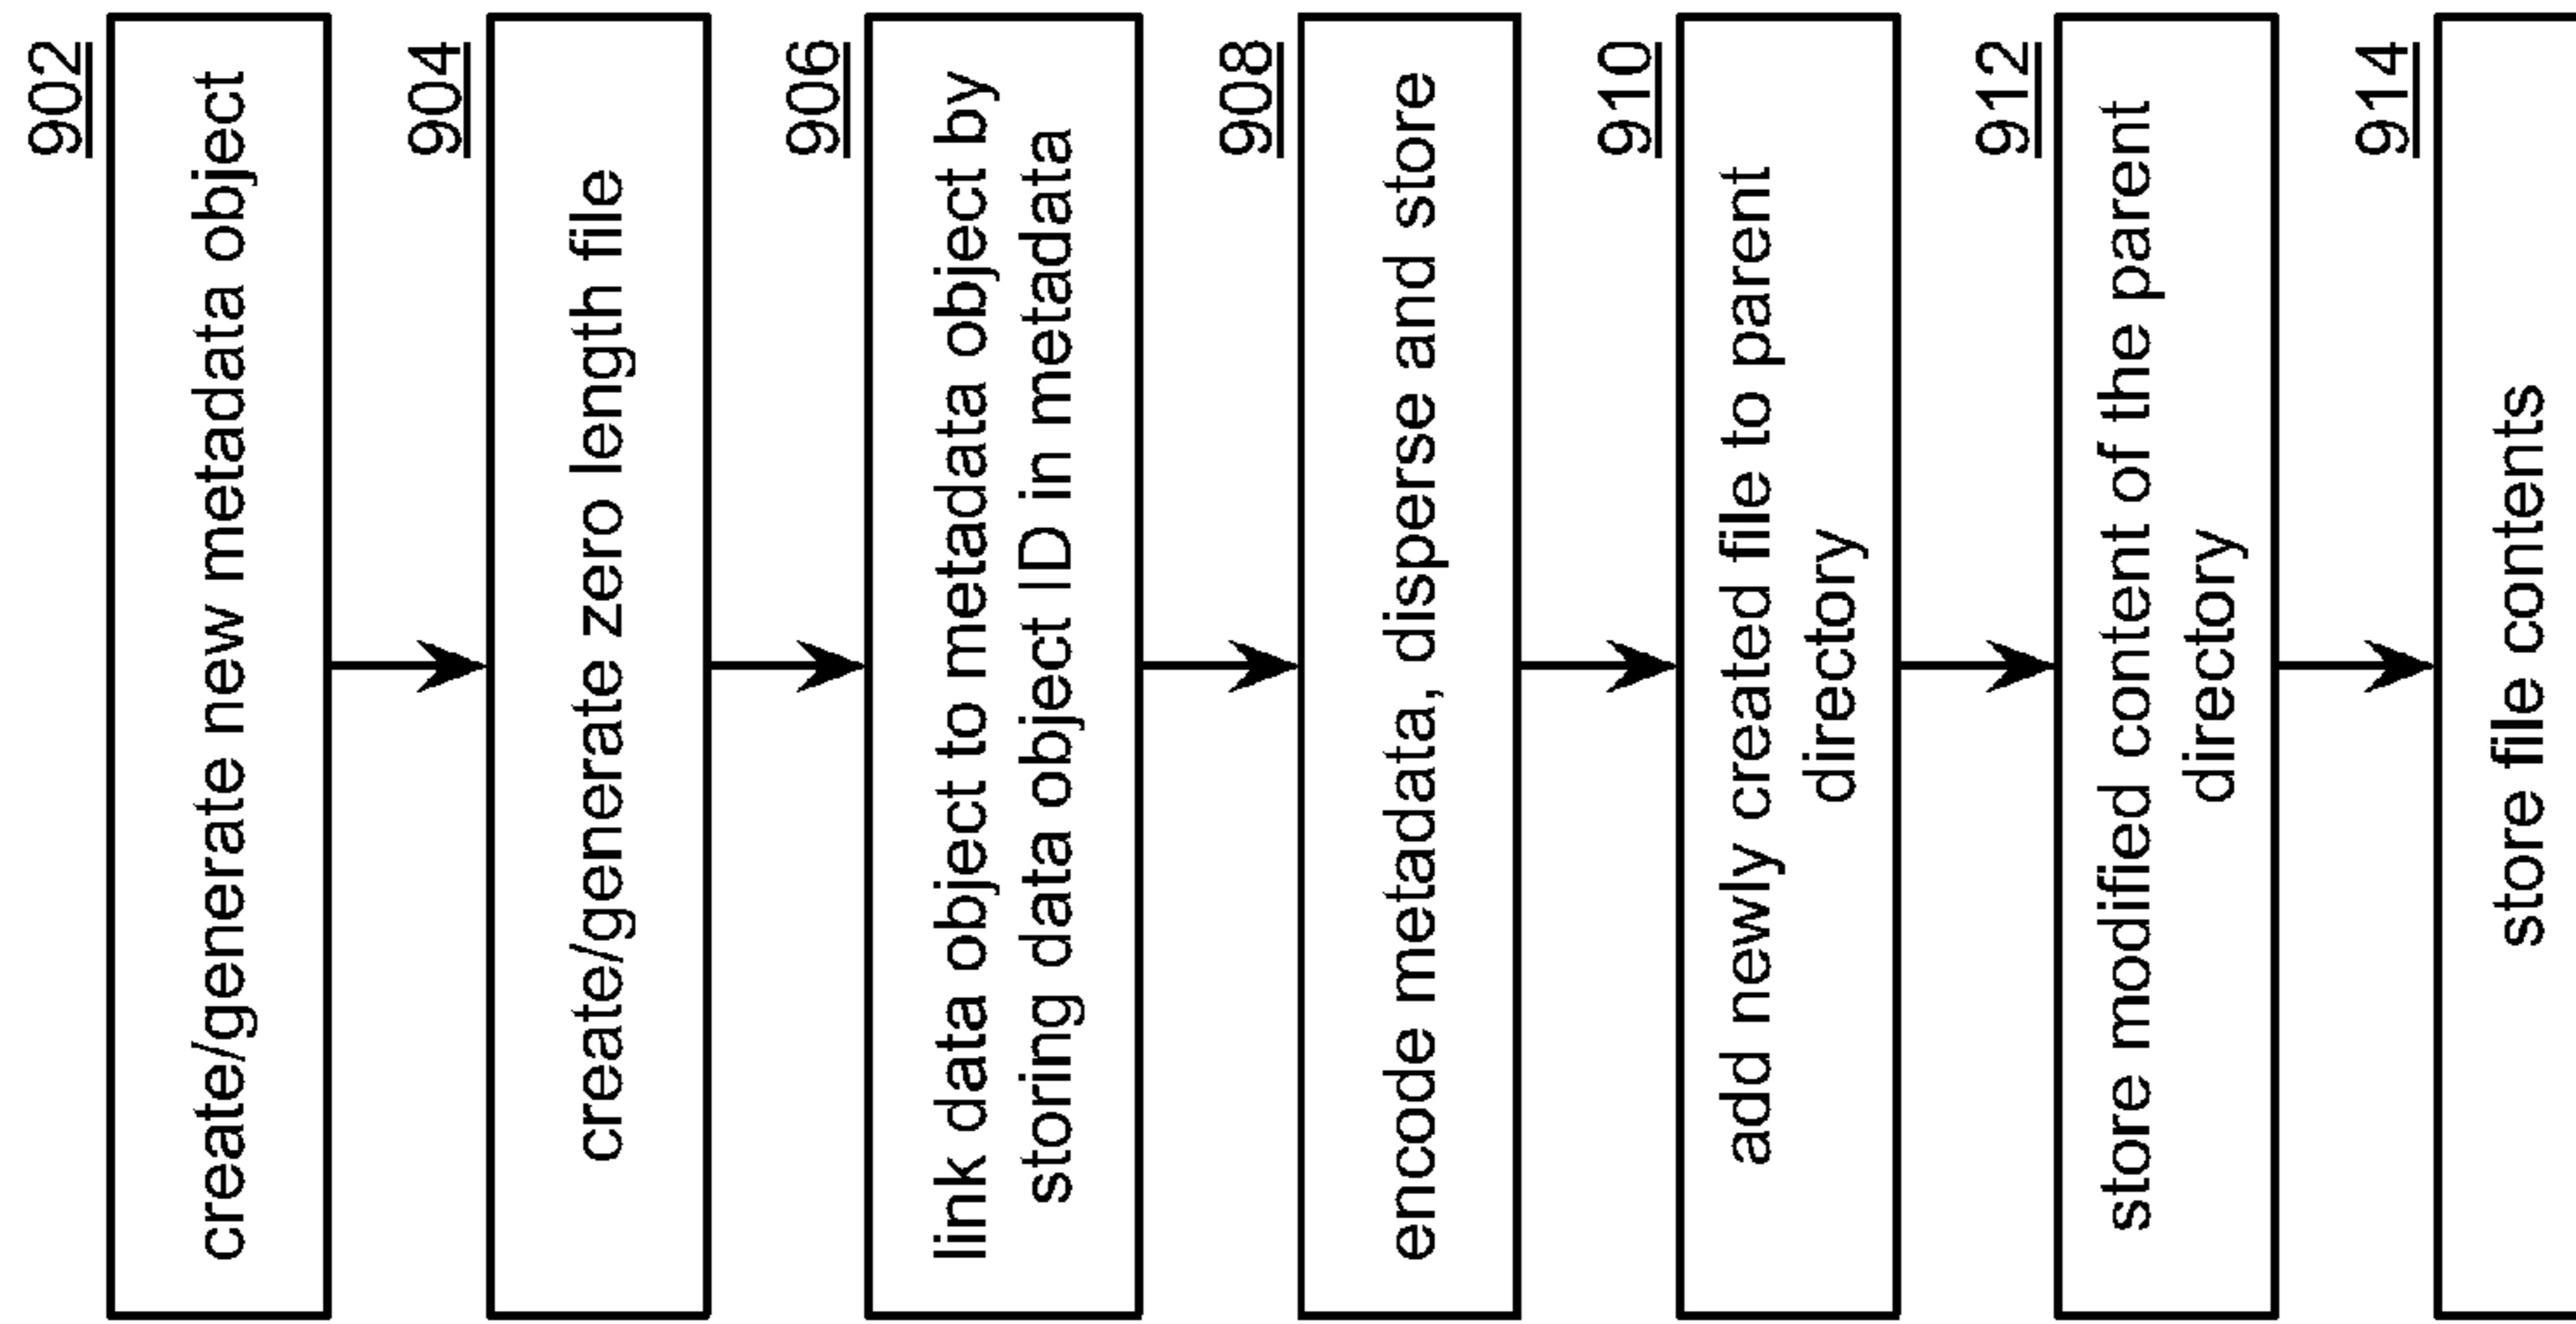 902
create/generate new metadata object
904
create/generate zero length file
906
link data object to metadata object by
storing data object ID in metadata
908
encode metadata, disperse and store
910
add newly created file to parent
directory
912
store modified content of the parent
directory
914
store file contents